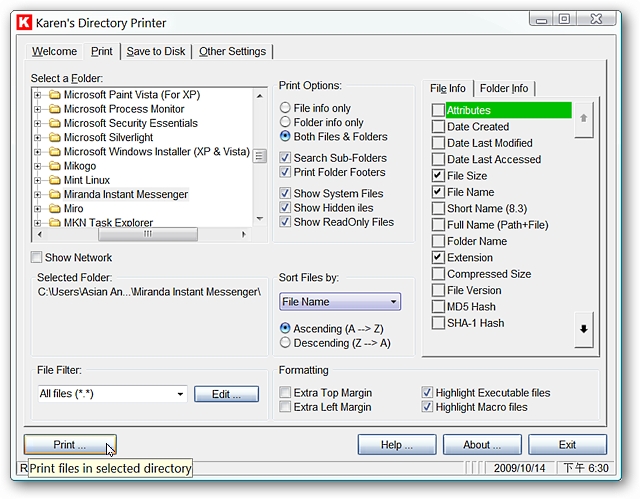 Karen's Directory Printer
Welcome Print Save to Disk Other Settings
Select a Folder:
Microsoft Paint Vista (For XP)
Microsoft Process Monitor
Microsoft Security Essentials
Microsoft Silverlight
Microsoft Windows Installer (XP & Vista)
Mikogo
Mint Linux
Miranda Instant Messenger
Miro
MKN Task Explorer
Show Network
Selected Folder:
C:\Users\Asian An...\Miranda Instant Messenger\
File Filter:
All files (*.*)
Edit ...
Print Options:
File info only
Folder info only
Both Files & Folders
Search Sub-Folders
Print Folder Footers
Show System Files
Show Hidden iles
Show ReadOnly Files
Sort Files by:
File Name
Ascending (A --> Z)
Descending (Z --> A)
File Info Folder Info
Attributes
Date Created
Date Last Modified
Date Last Accessed
File Size
File Name
Short Name (8.3)
Full Name (Path+File)
Folder Name
Extension
Compressed Size
File Version
MD5 Hash
SHA-1 Hash
Formatting
Extra Top Margin
Extra Left Margin
Highlight Executable files
Highlight Macro files
Print ...
Help ...
About ...
Exit
Print files in selected directory
2009/10/14
下午 6:30